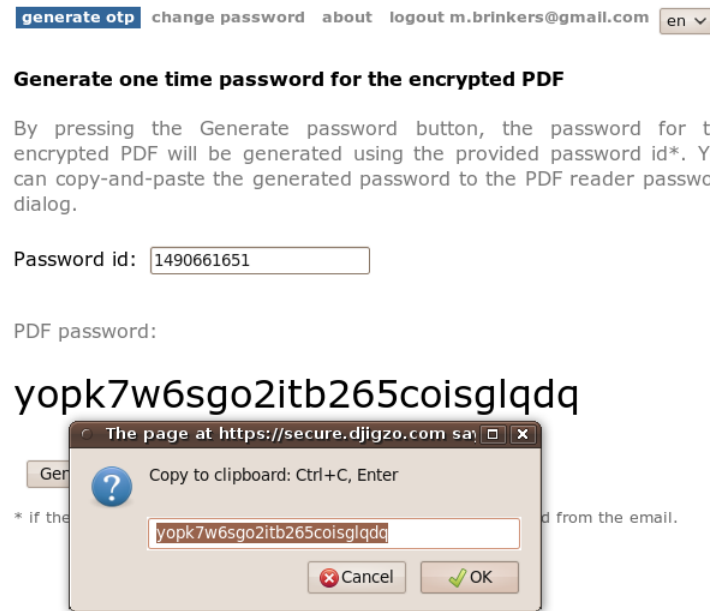 generate otp change password about logout m.brinkers@gmail.com en
Generate one time password for the encrypted PDF
By pressing the Generate password button, the password for
encrypted PDF will be generated using the provided password id*.
can copy-and-paste the generated password to the PDF reader
dialog.
Password id: 1490661651
PDF password:
yopk7w6sgo2itb265coisglqdq
The page at https://secure.djigzo.com
Copy to clipboard: Ctrl+C, Enter
* if the
from the email.
yopk7w6sgo2itb265coisglqdq
Cancel OK